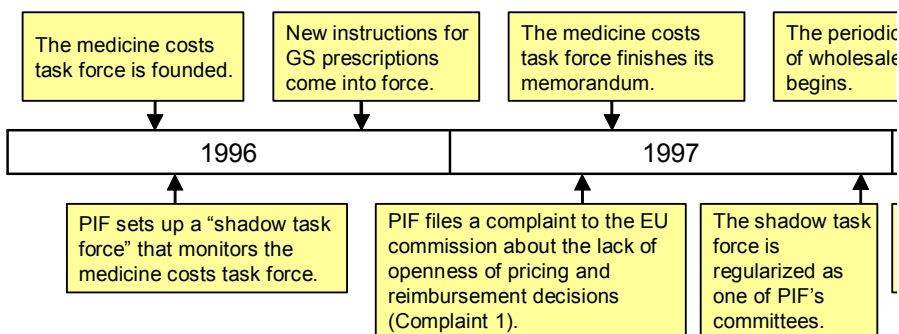 The medicine costs
task force is founded.
New instructions for
GS prescriptions
come into force.
The medicine costs
task force finishes its
memorandum.
The periodic
of wholesale
begins.
1996
1997
PIF sets up a “shadow task
force” that monitors the
medicine costs task force.
PIF files a complaint to the EU
commission about the lack of
openness of pricing and
reimbursement decisions
(Complaint 1).
The shadow task
force is
regularized as
one of PIF’s
committees.